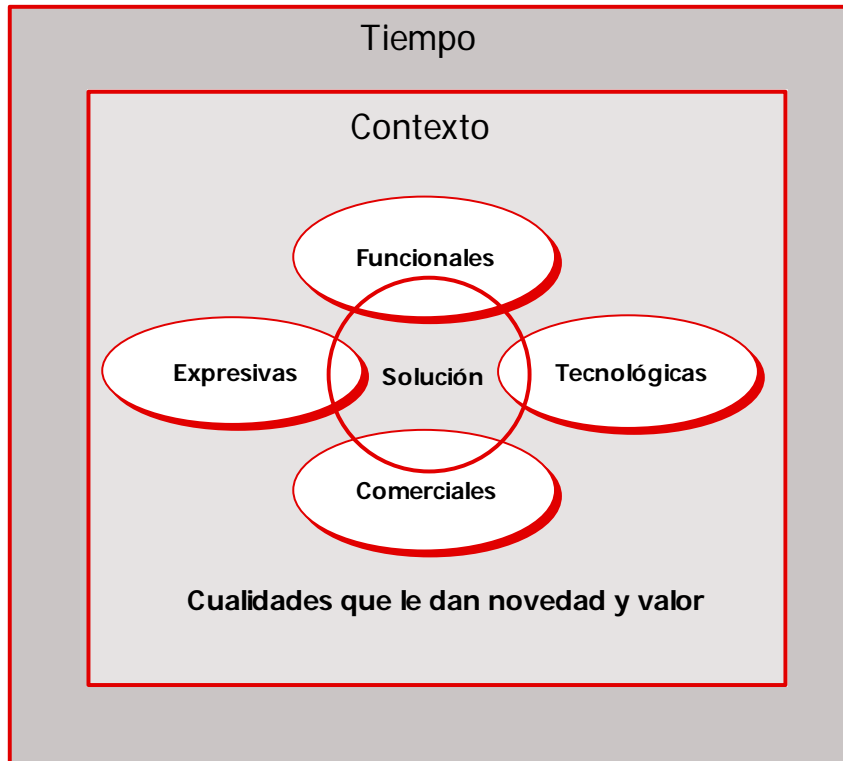 Tiempo
Contexto
Funcionales
Expresivas
Solución
Tecnológicas
Comerciales
Cualidades que le dan novedad y valor